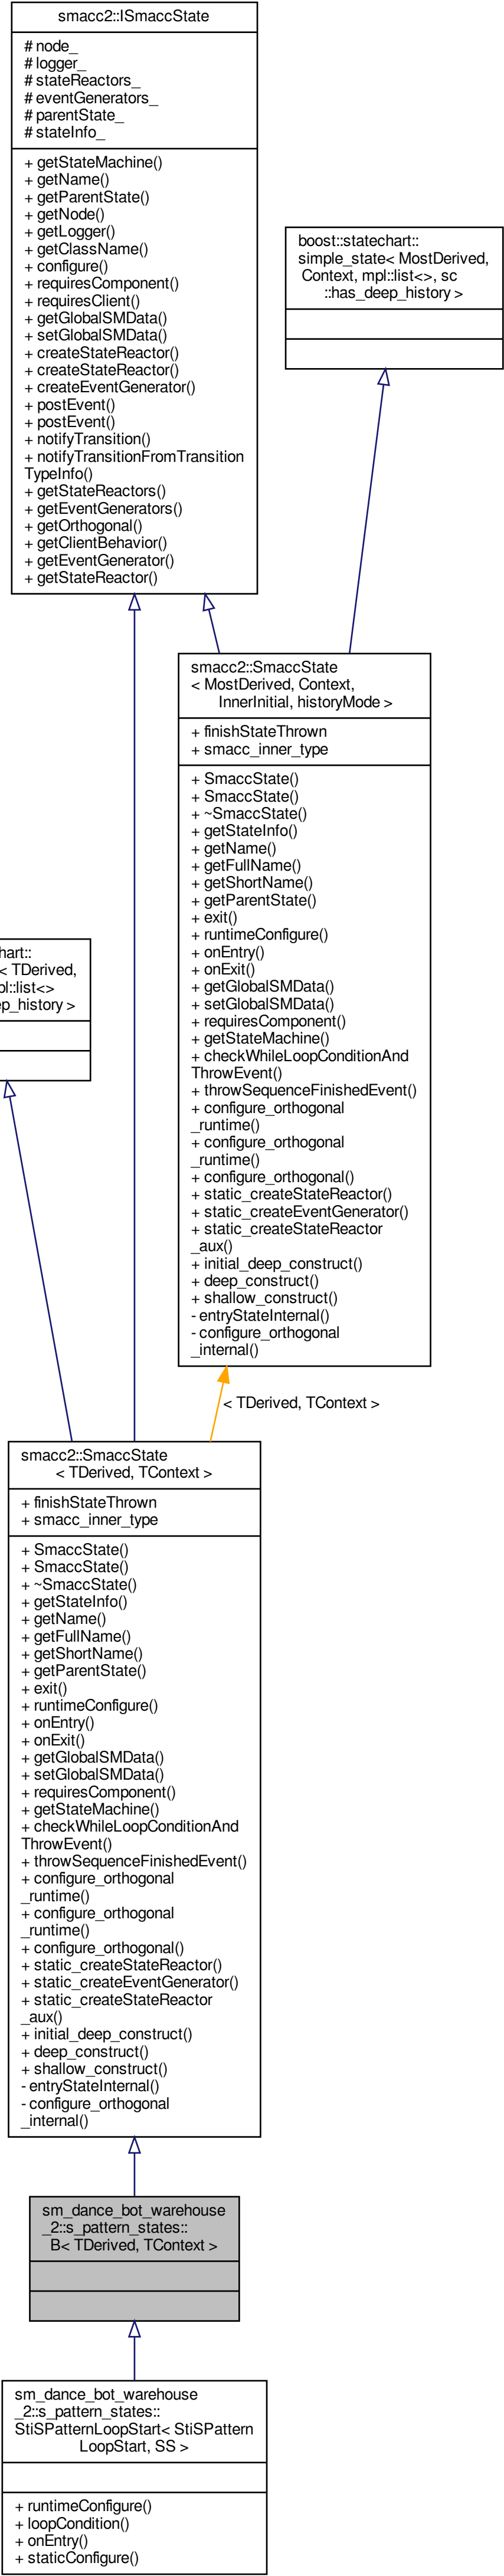 smacc2::ISmaccState
# node_
# logger_
# stateReactors_
# eventGenerators_
# parentState_
# stateInfo_
+ getStateMachine()
+ getName()
+ getParentState()
+ getNode()
+ getLogger()
+ getClassName()
+ configure()
+ requiresComponent()
+ requiresClient()
+ getGlobalSMData()
+ setGlobalSMData()
+ createStateReactor()
+ createStateReactor()
+ createEventGenerator()
+ postEvent()
+ postEvent()
+ notifyTransition()
+ notifyTransitionFromTransition
TypeInfo()
+ getStateReactors()
+ getEventGenerators()
+ getOrthogonal()
+ getClientBehavior()
+ getEventGenerator()
+ getStateReactor()
boost::statechart::
simple_state< MostDerived,
Context, mpl::list<>, sc
::has_deep_history >
smacc2::SmaccState
< MostDerived, Context,
InnerInitial, historyMode >
+ finishStateThrown
+ smacc_inner_type
+ SmaccState()
+ SmaccState()
+ ~SmaccState()
+ getStateInfo()
+ getName()
+ getFullName()
+ getShortName()
+ getParentState()
+ exit()
+ runtimeConfigure()
+ onEntry()
+ onExit()
+ getGlobalSMData()
+ setGlobalSMData()
+ requiresComponent()
+ getStateMachine()
+ checkWhileLoopConditionAnd
ThrowEvent()
+ throwSequenceFinishedEvent()
+ configure_orthogonal
_runtime()
+ configure_orthogonal
_runtime()
+ configure_orthogonal()
+ static_createStateReactor()
+ static_createEventGenerator()
+ static_createStateReactor
_aux()
+ initial_deep_construct()
+ deep_construct()
+ shallow_construct()
- entryStateInternal()
- configure_orthogonal
_internal()
hart::
< TDerived,
pl::list<>
ep_history >
< TDerived, TContext >
smacc2::SmaccState
< TDerived, TContext >
+ finishStateThrown
+ smacc_inner_type
+ SmaccState()
+ SmaccState()
+ ~SmaccState()
+ getStateInfo()
+ getName()
+ getFullName()
+ getShortName()
+ getParentState()
+ exit()
+ runtimeConfigure()
+ onEntry()
+ onExit()
+ getGlobalSMData()
+ setGlobalSMData()
+ requiresComponent()
+ getStateMachine()
+ checkWhileLoopConditionAnd
ThrowEvent()
+ throwSequenceFinishedEvent()
+ configure_orthogonal
_runtime()
+ configure_orthogonal
_runtime()
+ configure_orthogonal()
+ static_createStateReactor()
+ static_createEventGenerator()
+ static_createStateReactor
_aux()
+ initial_deep_construct()
+ deep_construct()
+ shallow_construct()
- entryStateInternal()
- configure_orthogonal
_internal()
sm_dance_bot_warehouse
_2::s_pattern_states::
B< TDerived, TContext >
sm_dance_bot_warehouse
_2::s_pattern_states::
StiSPatternLoopStart< StiSPattern
LoopStart, SS >
+ runtimeConfigure()
+ loopCondition()
+ onEntry()
+ staticConfigure()